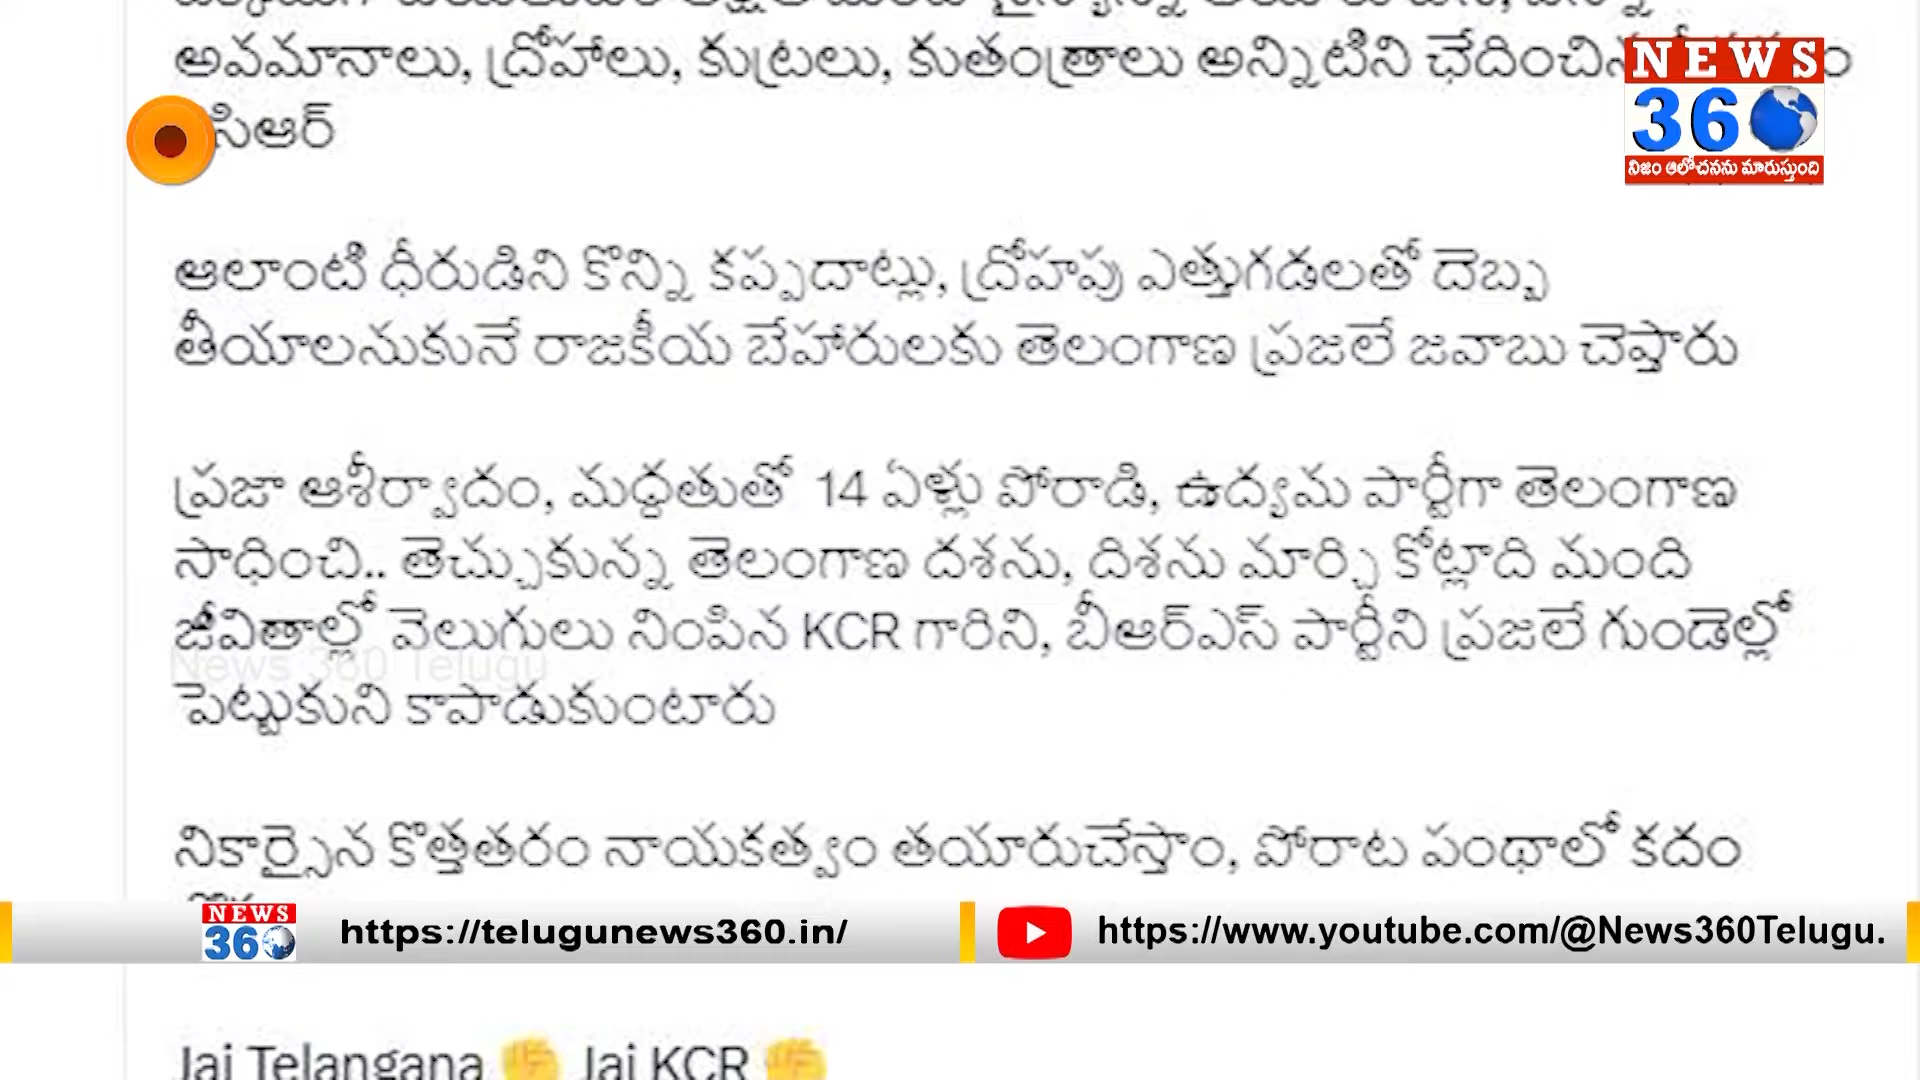 అవమానాలు, ద్రోహాలు, కుట్రలు, కుతంత్రాలు అన్నిటిని ఛేదించిన
సిఆర్
NEWS
360
నిజం ఆలోచనను మారుస్తుంది
ఆలాంటి ధీరుడిని కొన్ని కప్పదాట్లు, ద్రోహపు ఎత్తుగడలతో దెబ్బ
తీయాలనుకునే రాజకీయ బేహారులకు తెలంగాణ ప్రజలే జవాబు చెప్తారు
ప్రజా ఆశీర్వాదం, మద్ధతుతో 14 ఏళ్లు పోరాడి, ఉద్యమ పార్టీగా తెలంగాణ
సాధించి.. తెచ్చుకున్న తెలంగాణ దశను, దిశను మార్చి కోట్లాది మంది
జీవితాల్లో వెలుగులు నింపిన KCR గారిని, బీఆర్ఎస్ పార్టీని ప్రజలే గుండెల్లో
News 360 Telugu
పెట్టుకుని కాపాడుకుంటారు
నికార్సైన కొత్తతరం నాయకత్వం తయారుచేస్తాం, పోరాట పంథాలో కదం
NEWS
360
https://telugunews360.in/
https://www.youtube.com/@News360Telugu.
Jai Telangana ✊ Jai KCR ✊